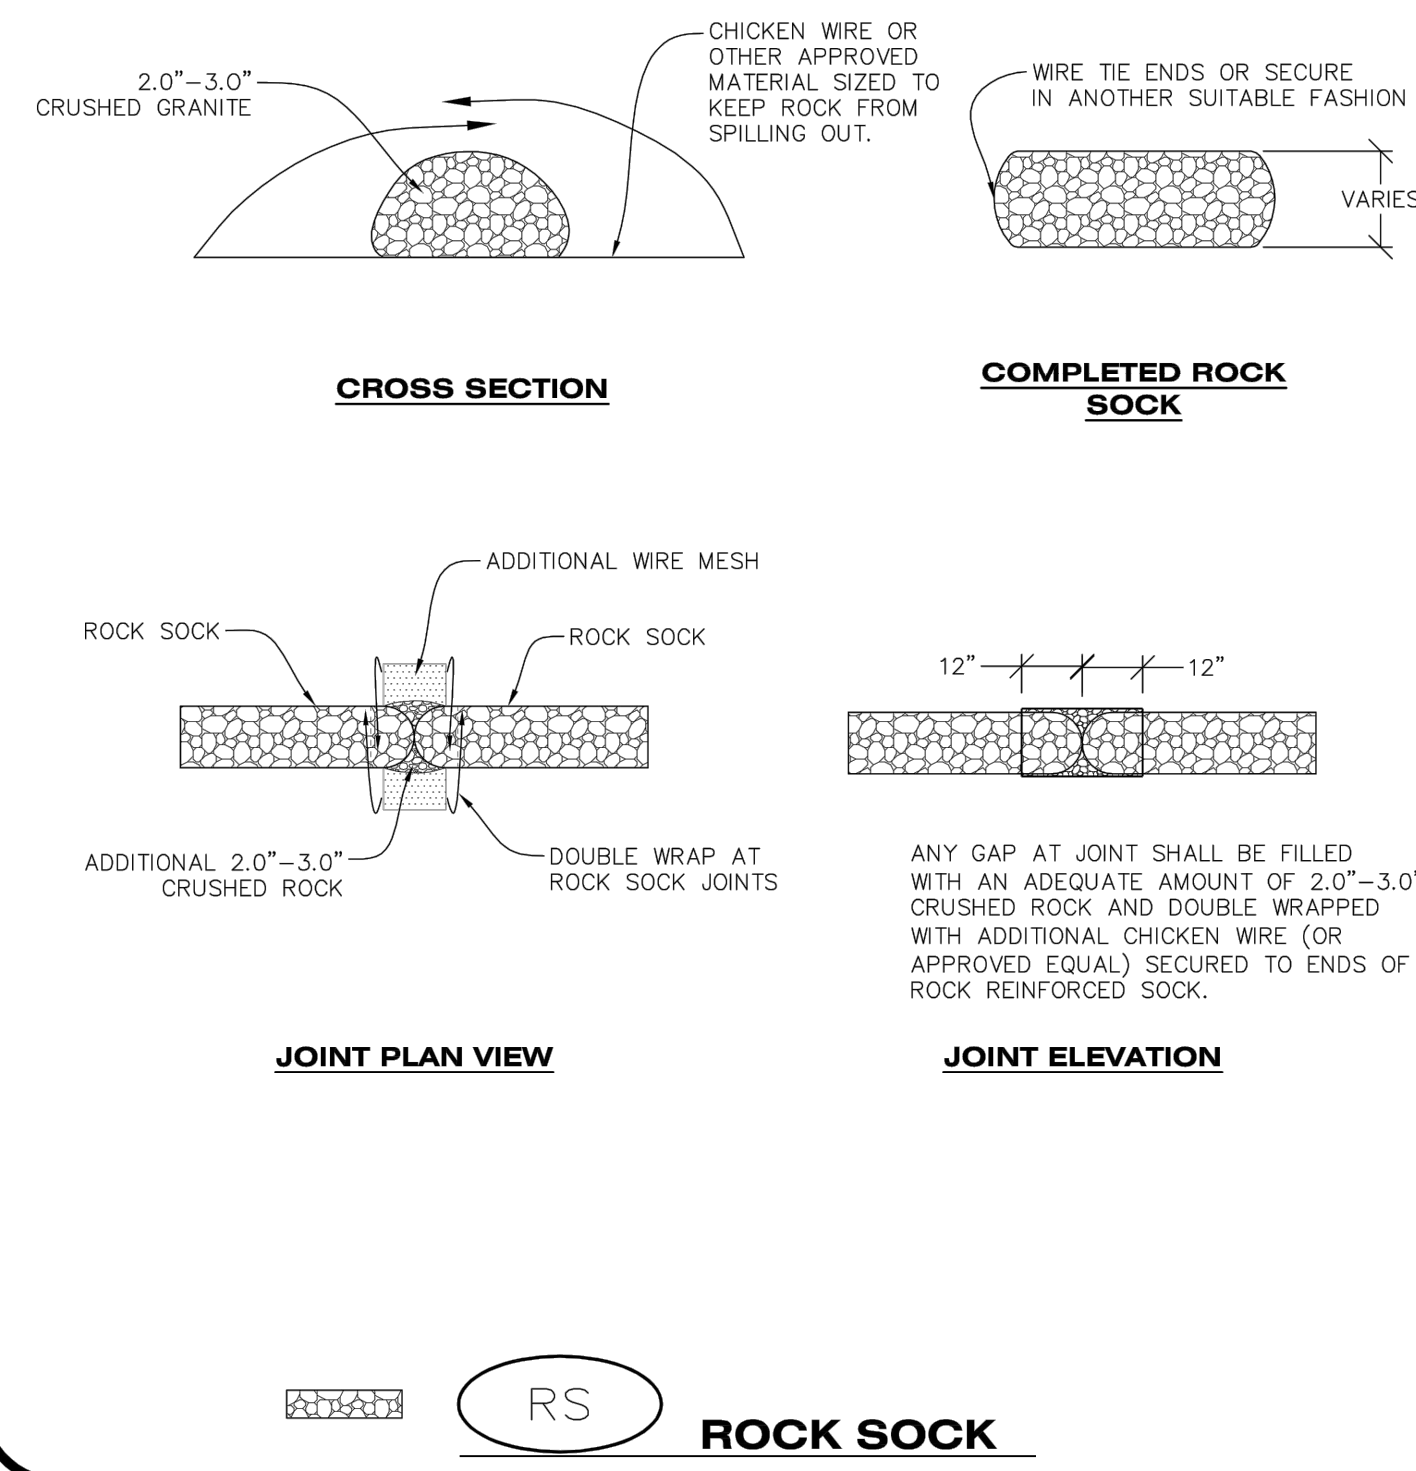 2.0"–3.0"
CRUSHED GRANITE
CHICKEN WIRE OR
OTHER APPROVED
MATERIAL SIZED TO
KEEP ROCK FROM
SPILLING OUT.
WIRE TIE ENDS OR SECURE
IN ANOTHER SUITABLE FASHION
VARIES
CROSS SECTION
COMPLETED ROCK
SOCK
ADDITIONAL WIRE MESH
ROCK SOCK
ROCK SOCK
ADDITIONAL 2.0"–3.0"
CRUSHED ROCK
DOUBLE WRAP AT
ROCK SOCK JOINTS
12"
12"
ANY GAP AT JOINT SHALL BE FILLED
WITH AN ADEQUATE AMOUNT OF 2.0"–3.0"
CRUSHED ROCK AND DOUBLE WRAPPED
WITH ADDITIONAL CHICKEN WIRE (OR
APPROVED EQUAL) SECURED TO ENDS OF
ROCK REINFORCED SOCK.
JOINT PLAN VIEW
JOINT ELEVATION
RS
ROCK SOCK